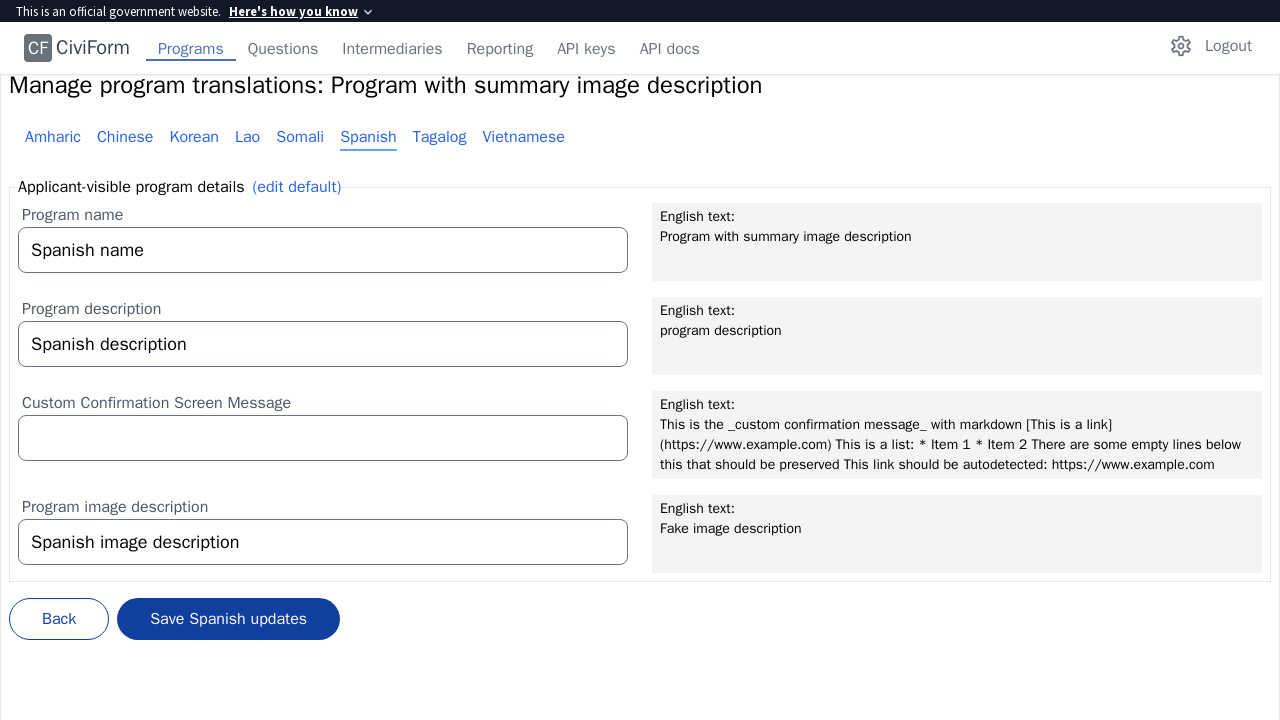 This is an official government website. Here's how you know
CF CiviForm Programs Questions Intermediaries Reporting API keys API docs Logout
Manage program translations: Program with summary image description
Amharic Chinese Korean Lao Somali Spanish Tagalog Vietnamese
Applicant-visible program details (edit default)
Program name
Spanish name
English text:
Program with summary image description
Program description
Spanish description
English text:
program description
Custom Confirmation Screen Message
English text:
This is the _custom confirmation message_ with markdown [This is a link]
(https://www.example.com) This is a list: * Item 1 * Item 2 There are some empty lines below
this that should be preserved This link should be autodetected: https://www.example.com
Program image description
Spanish image description
English text:
Fake image description
Back Save Spanish updates